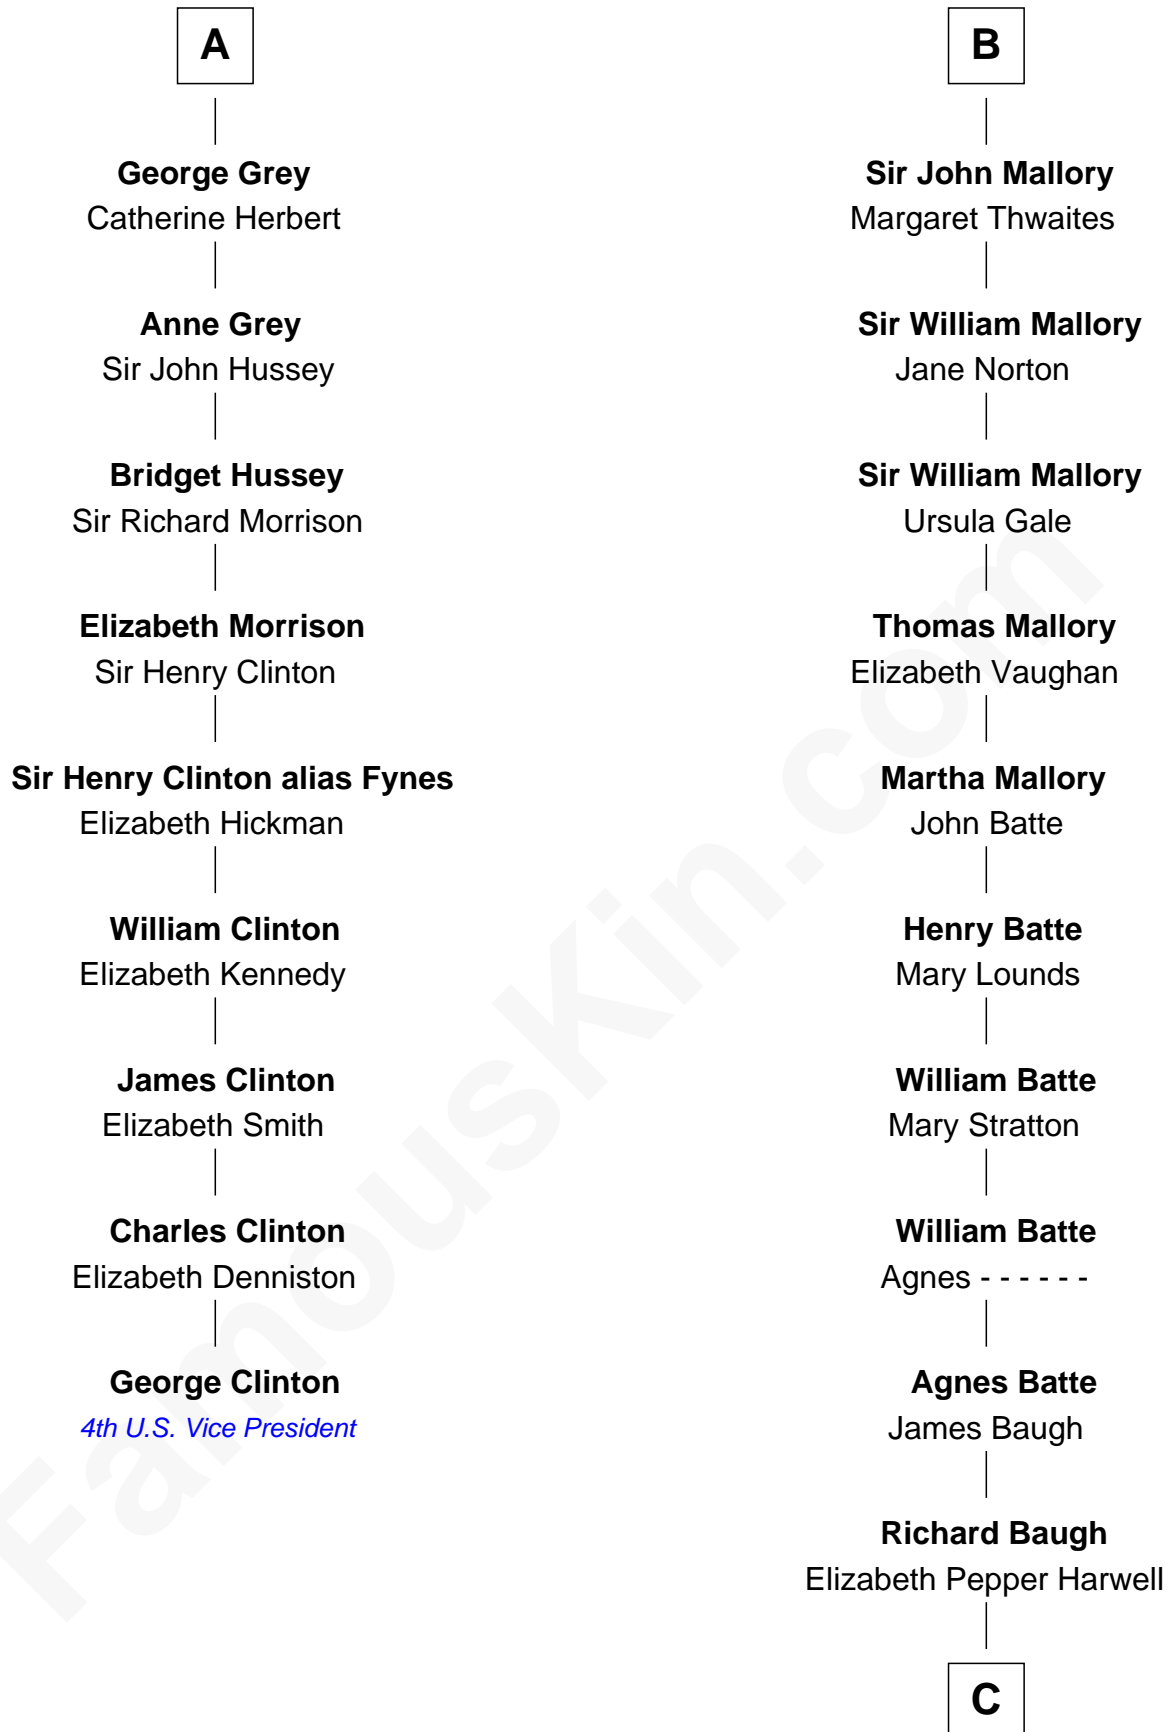 A
George Grey
Catherine Herbert
Anne Grey
Sir John Hussey
Bridget Hussey
Sir Richard Morrison
Elizabeth Morrison
Sir Henry Clinton
Sir Henry Clinton alias Fynes
Elizabeth Hickman
William Clinton
Elizabeth Kennedy
James Clinton
Elizabeth Smith
Charles Clinton
Elizabeth Denniston
George Clinton
4th U.S. Vice President
B
Sir John Mallory
Margaret Thwaites
Sir William Mallory
Jane Norton
Sir William Mallory
Ursula Gale
Thomas Mallory
Elizabeth Vaughan
Martha Mallory
John Batte
Henry Batte
Mary Lounds
William Batte
Mary Stratton
William Batte
Agnes - - - - - -
Agnes Batte
James Baugh
Richard Baugh
Elizabeth Pepper Harwell
C
FamousKin.com